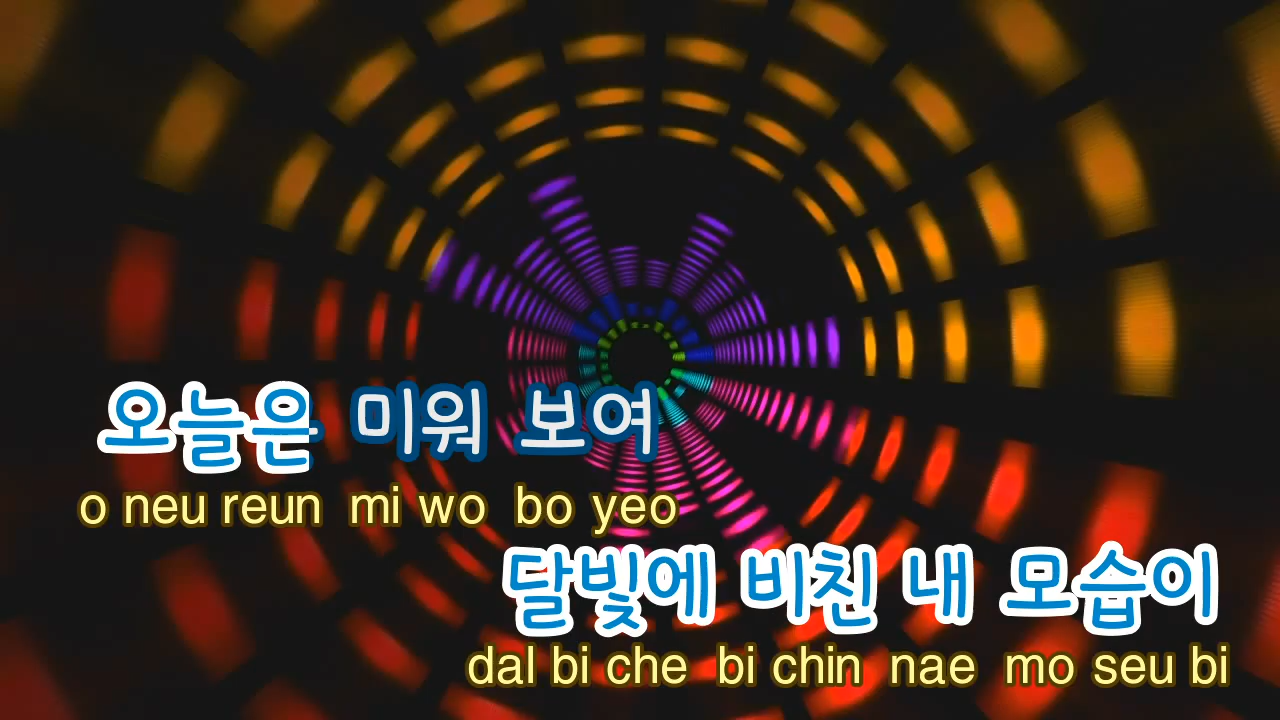 오늘은 미워 보여
o neu reun mi wo bo yeo
달빛에 비친 내 모습이
dal bi che bi chin nae mo seu bi